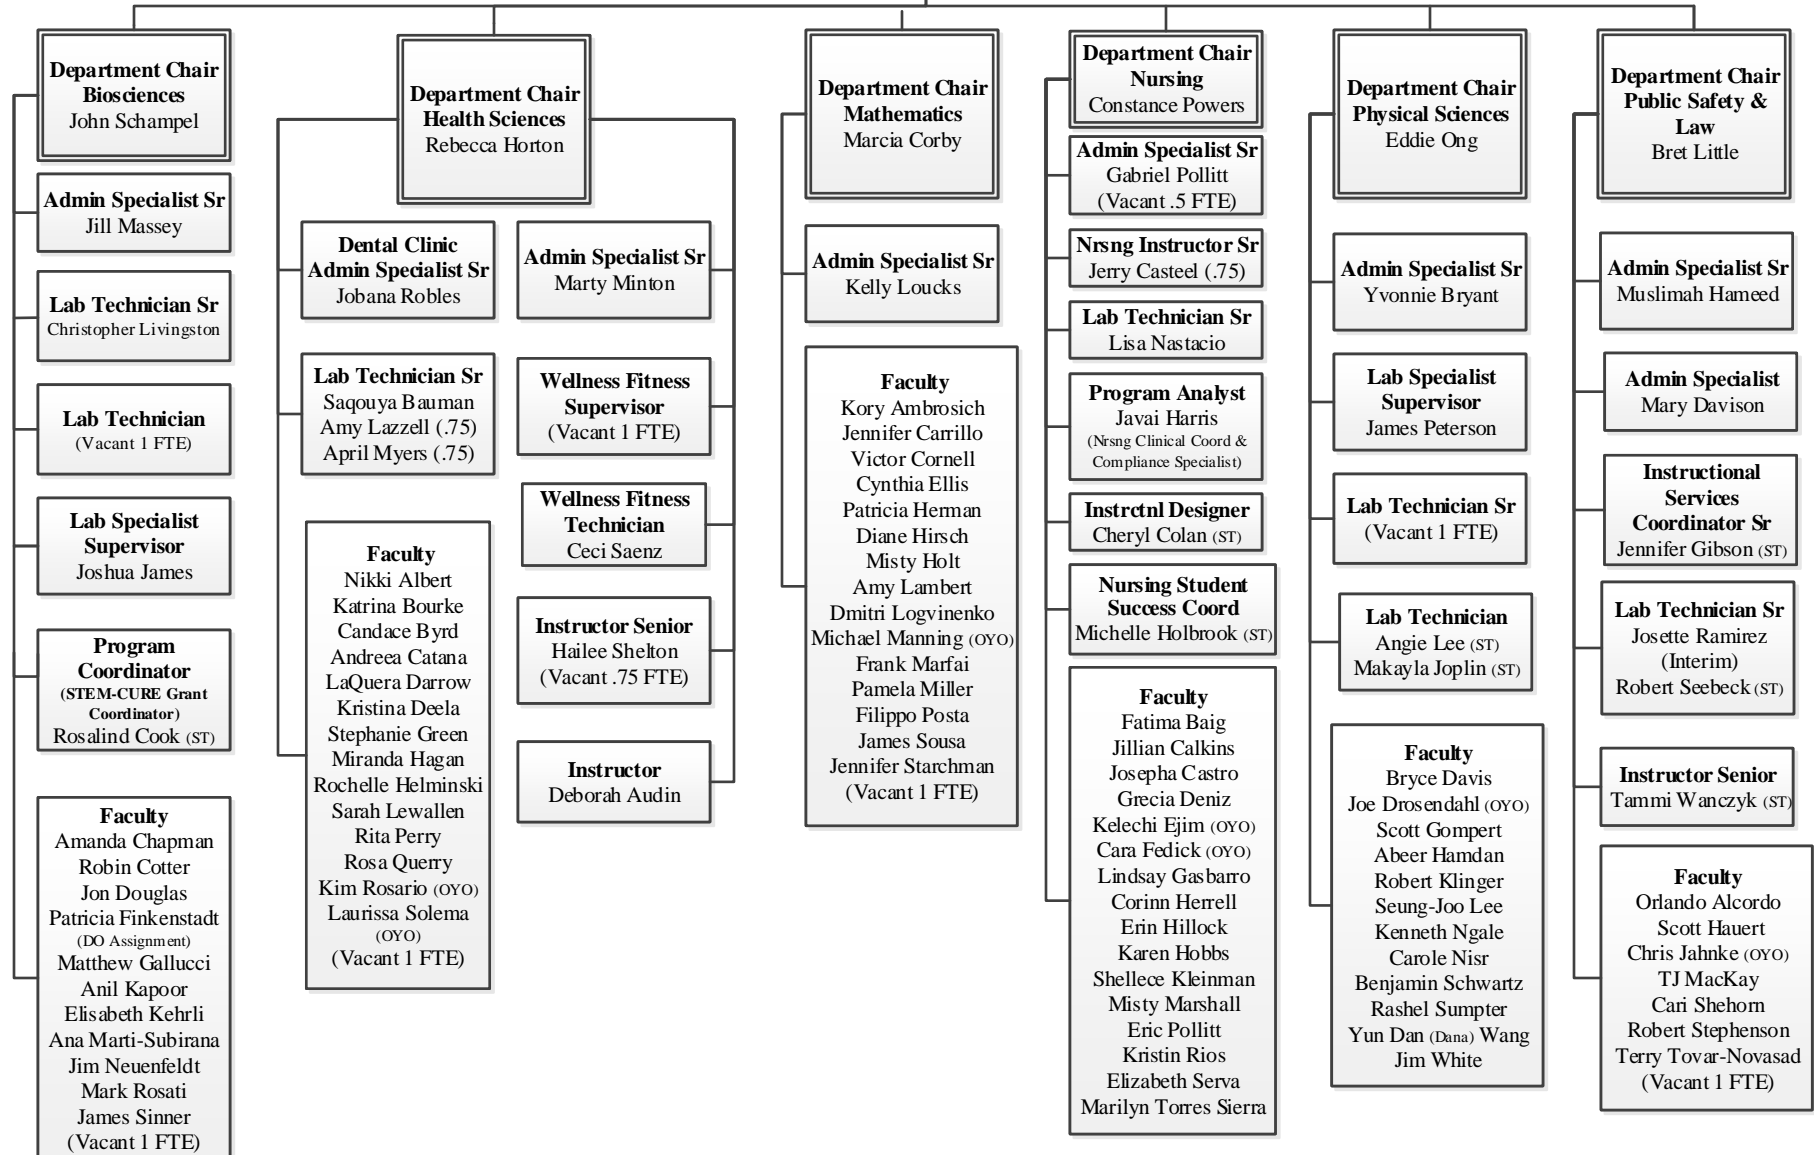 Department Chair
Biosciences
John Schampel
Admin Specialist Sr
Jill Massey
Lab Technician Sr
Christopher Livingston
Lab Technician
(Vacant 1 FTE)
Lab Specialist
Supervisor
Joshua James
Program
Coordinator
(STEM-CURE Grant
Coordinator)
Rosalind Cook (ST)
Faculty
Amanda Chapman
Robin Cotter
Jon Douglas
Patricia Finkenstadt
(DO Assignment)
Matthew Gallucci
Anil Kapoor
Elisabeth Kehrli
Ana Marti-Subirana
Jim Neuenfeldt
Mark Rosati
James Sinner
(Vacant 1 FTE)
Department Chair
Health Sciences
Rebecca Horton
Dental Clinic
Admin Specialist Sr
Jobana Robles
Lab Technician Sr
Saqouya Bauman
Amy Lazzell (.75)
April Myers (.75)
Faculty
Nikki Albert
Katrina Bourke
Candace Byrd
Andreea Catana
LaQuera Darrow
Kristina Deela
Stephanie Green
Miranda Hagan
Rochelle Helminski
Sarah Lewallen
Rita Perry
Rosa Querry
Kim Rosario (OYO)
Laurissa Solema
(OYO)
(Vacant 1 FTE)
Admin Specialist Sr
Marty Minton
Wellness Fitness
Supervisor
(Vacant 1 FTE)
Wellness Fitness
Technician
Ceci Saenz
Instructor Senior
Hailee Shelton
(Vacant .75 FTE)
Instructor
Deborah Audin
Department Chair
Mathematics
Marcia Corby
Admin Specialist Sr
Kelly Loucks
Faculty
Kory Ambrosich
Jennifer Carrillo
Victor Cornell
Cynthia Ellis
Patricia Herman
Diane Hirsch
Misty Holt
Amy Lambert
Dmitri Logvinenko
Michael Manning (OYO)
Frank Marfai
Pamela Miller
Filippo Posta
James Sousa
Jennifer Starchman
(Vacant 1 FTE)
Department Chair
Nursing
Constance Powers
Admin Specialist Sr
Gabriel Pollitt
(Vacant .5 FTE)
Nrsng Instructor Sr
Jerry Casteel (.75)
Lab Technician Sr
Lisa Nastacio
Program Analyst
Javai Harris
(Nrsng Clinical Coord &
Compliance Specialist)
Instrctnl Designer
Cheryl Colan (ST)
Nursing Student
Success Coord
Michelle Holbrook (ST)
Faculty
Fatima Baig
Jillian Calkins
Josepha Castro
Grecia Deniz
Kelechi Ejim (OYO)
Cara Fedick (OYO)
Lindsay Gasbarro
Corinn Herrell
Erin Hillock
Karen Hobbs
Shellece Kleinman
Misty Marshall
Eric Pollitt
Kristin Rios
Elizabeth Serva
Marilyn Torres Sierra
Department Chair
Physical Sciences
Eddie Ong
Admin Specialist Sr
Yvonnie Bryant
Lab Specialist
Supervisor
James Peterson
Lab Technician Sr
(Vacant 1 FTE)
Lab Technician
Angie Lee (ST)
Makayla Joplin (ST)
Faculty
Bryce Davis
Joe Drosendahl (OYO)
Scott Gompert
Abeer Hamdan
Robert Klinger
Seung-Joo Lee
Kenneth Ngale
Carole Nisr
Benjamin Schwartz
Rashel Sumpter
Yun Dan (Dana) Wang
Jim White
Department Chair
Public Safety &
Law
Bret Little
Admin Specialist Sr
Muslimah Hameed
Admin Specialist
Mary Davison
Instructional
Services
Coordinator Sr
Jennifer Gibson (ST)
Lab Technician Sr
Josette Ramirez
(Interim)
Robert Seebeck (ST)
Instructor Senior
Tammi Wanczyk (ST)
Faculty
Orlando Alcordo
Scott Hauert
Chris Jahnke (OYO)
TJ MacKay
Cari Shehorn
Robert Stephenson
Terry Tovar-Novasad
(Vacant 1 FTE)